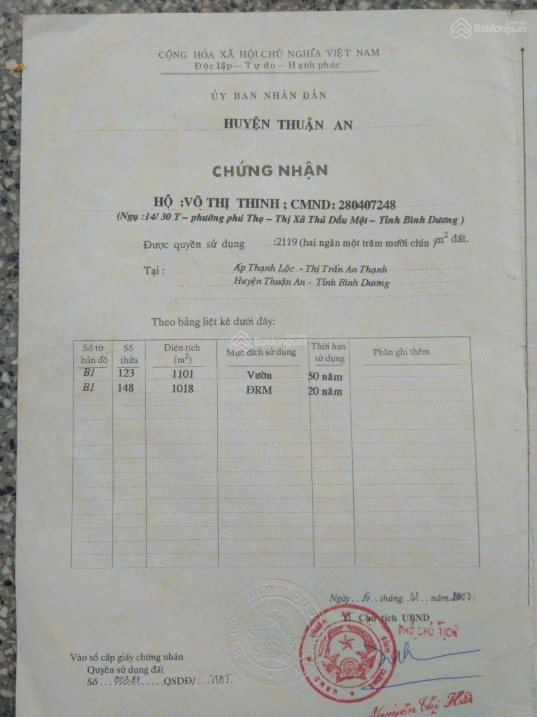 Batdongsan
CỘNG HÒA XÃ HỘI CHỦ NGHĨA VIỆT NAM
Độc lập — Tự do — Hạnh phúc
ỦY BAN NHÂN DÂN
HUYỆN THUẬN AN
CHỨNG NHẬN
HỘ :VÕ THỊ THINH ; CMND: 280407248
(Ngụ :14/ 30 T – phường phú Thọ – Thị Xã Thủ Dầu Một – Tỉnh Bình Dương )
Được quyền sử dụng :2119 (hai ngàn một trăm mười chín )m² đất.
Tại : Ấp Thạnh Lộc - Thị Trấn An Thạnh
Huyện Thuận An - Tỉnh Bình Dương
Theo bảng liệt kê dưới đây:
Số tờ bản đồ Số thửa Diện tích (m²) Mục đích sử dụng Thời hạn sử dụng Phần ghi thêm
B1 123 1101 Vườn 50 năm
B1 148 1018 ĐRM 20 năm
Batdongsan
Ngày tháng 02 năm
Chủ tịch UBND
PHÓ CHỦ TỊCH
Vào sổ cấp giấy chứng nhận
Quyền sử dụng đất
Số QSDĐ/
Nguyễn Thị
Batdongsan